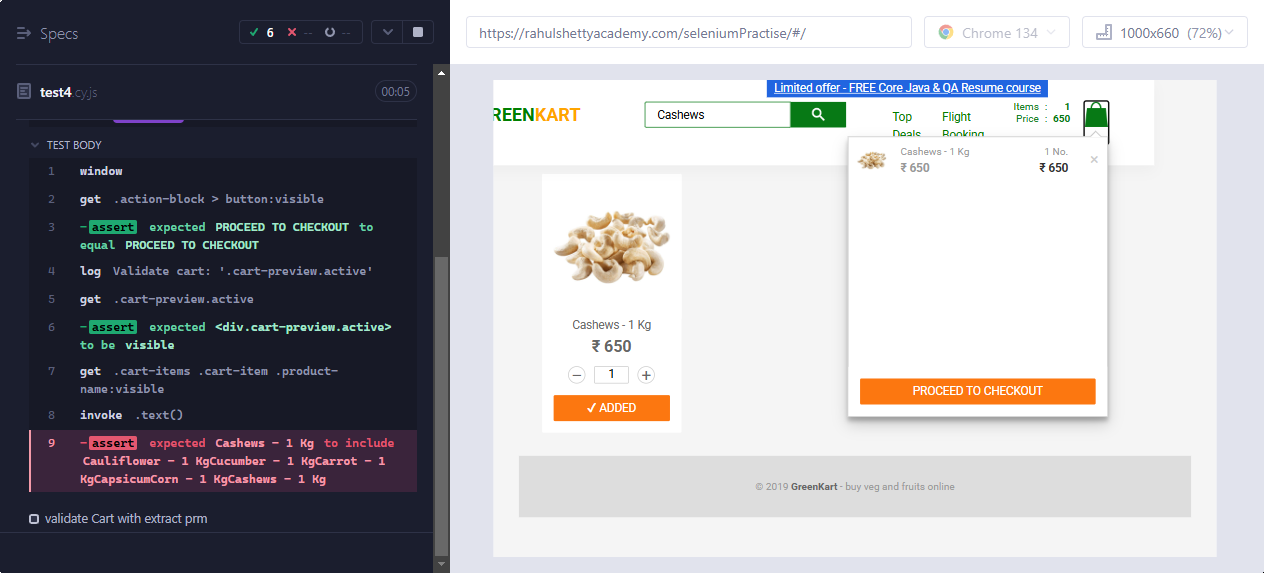 Specs
6
--
--
https://rahulshettyacademy.com/seleniumPractise/#/
Chrome 134
1000x660 (72%)
test4.cy.js
00:05
TEST BODY
1 window
2 get .action-block > button:visible
3 -assert expected PROCEED TO CHECKOUT to
equal PROCEED TO CHECKOUT
4 log Validate cart: '.cart-preview.active'
5 get .cart-preview.active
6 -assert expected <div.cart-preview.active>
to be visible
7 get .cart-items .cart-item .product-
name:visible
8 invoke .text()
9 -assert expected Cashews - 1 Kg to include
Cauliflower - 1 KgCucumber - 1 KgCarrot - 1
KgCapsicumCorn - 1 KgCashews - 1 Kg
validate Cart with extract prm
Limited offer - FREE Core Java & QA Resume course
REENKART
Cashews
Top
Deals
Flight
Booking
Items : 1
Price : 650
Cashews - 1 Kg
₹ 650
1 No.
₹ 650
×
PROCEED TO CHECKOUT
Cashews - 1 Kg
₹ 650
− 1 +
✓ ADDED
© 2019 GreenKart - buy veg and fruits online